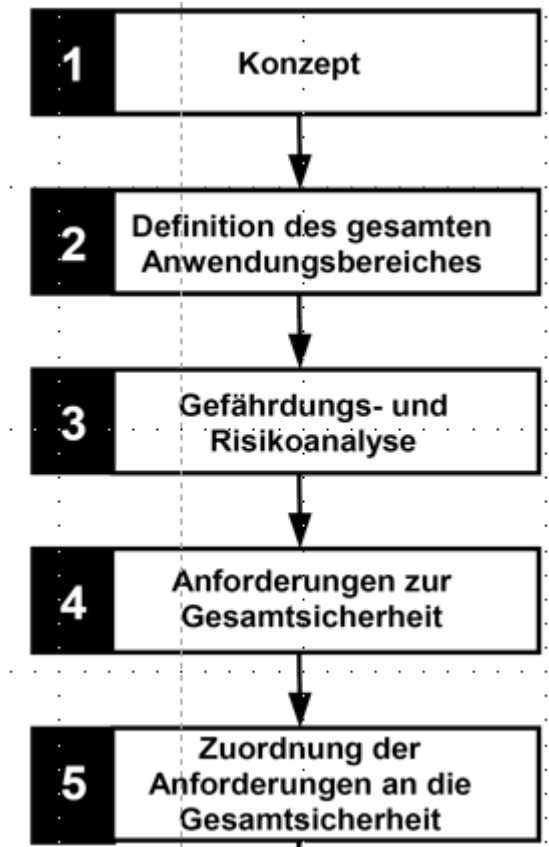 1
Konzept
2
Definition des gesamten
Anwendungsbereiches
3
Gefährdungs- und
Risikoanalyse
4
Anforderungen zur
Gesamtsicherheit
5
Zuordnung der
Anforderungen an die
Gesamtsicherheit